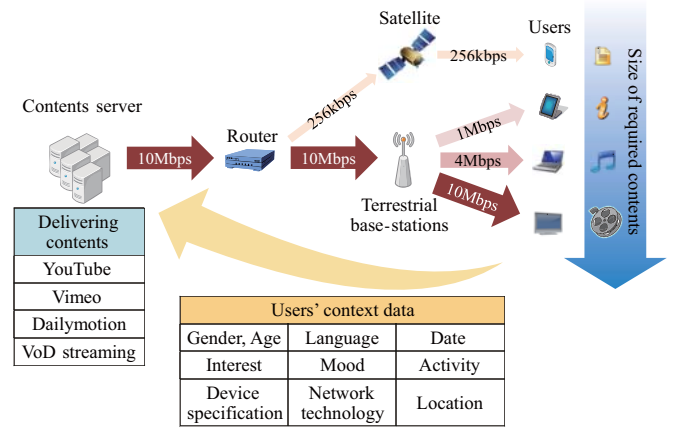 Satellite
Users
256kbps
256kbps
Size of required contents
Contents server
Router
10Mbps
10Mbps
1Mbps
4Mbps
10Mbps
Terrestrial
base-stations
Delivering
contents
YouTube
Vimeo
Dailymotion
VoD streaming
Users' context data
Gender, Age
Language
Date
Interest
Mood
Activity
Device
specification
Network
technology
Location